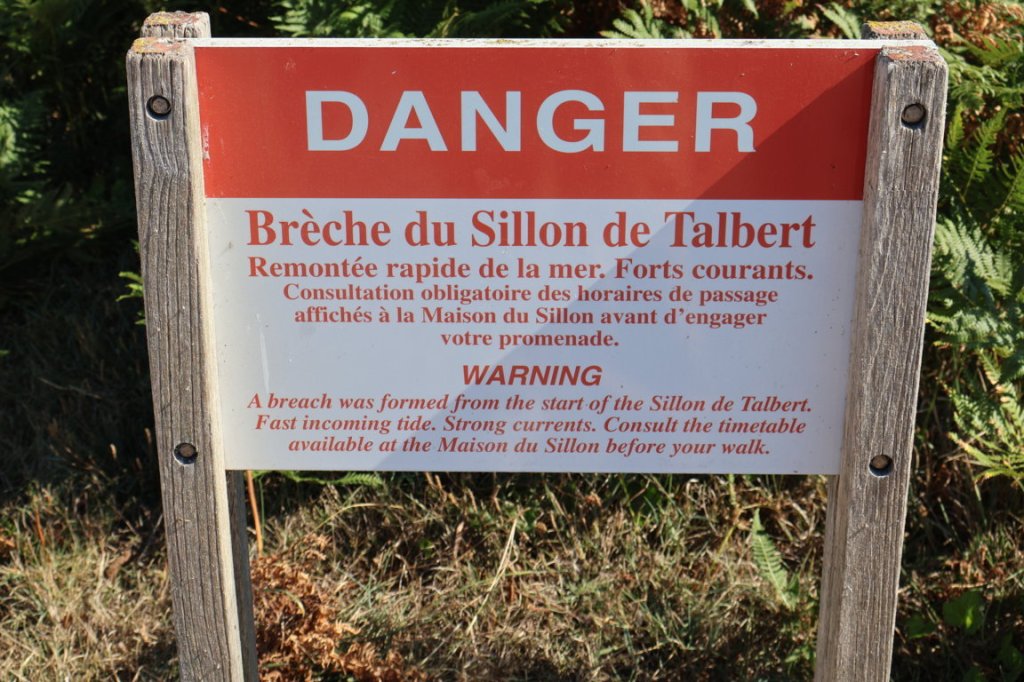 DANGER
Brèche du Sillon de Talbert
Remontée rapide de la mer. Forts courants.
Consultation obligatoire des horaires de passage
affichés à la Maison du Sillon avant d'engager
votre promenade.
WARNING
A breach was formed from the start of the Sillon de Talbert.
Fast incoming tide. Strong currents. Consult the timetable
available at the Maison du Sillon before your walk.